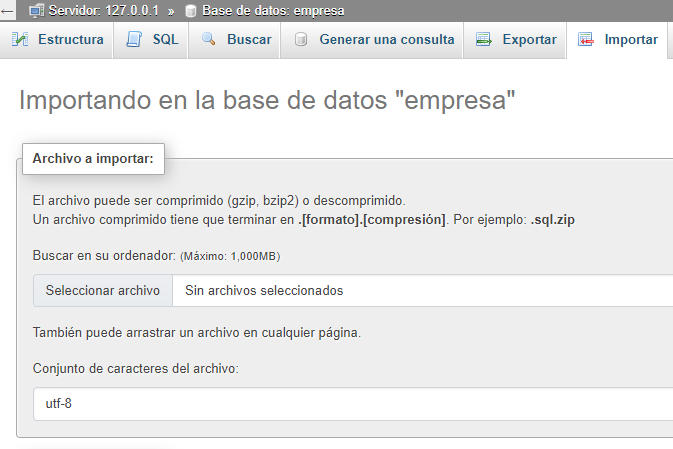 Servidor: 127.0.0.1 » Base de datos: empresa
Estructura SQL Buscar Generar una consulta Exportar Importar
Importando en la base de datos "empresa"
Archivo a importar:
El archivo puede ser comprimido (gzip, bzip2) o descomprimido.
Un archivo comprimido tiene que terminar en .[formato].[compresión]. Por ejemplo: .sql.zip
Buscar en su ordenador: (Máximo: 1,000MB)
Seleccionar archivo Sin archivos seleccionados
También puede arrastrar un archivo en cualquier página.
Conjunto de caracteres del archivo:
utf-8